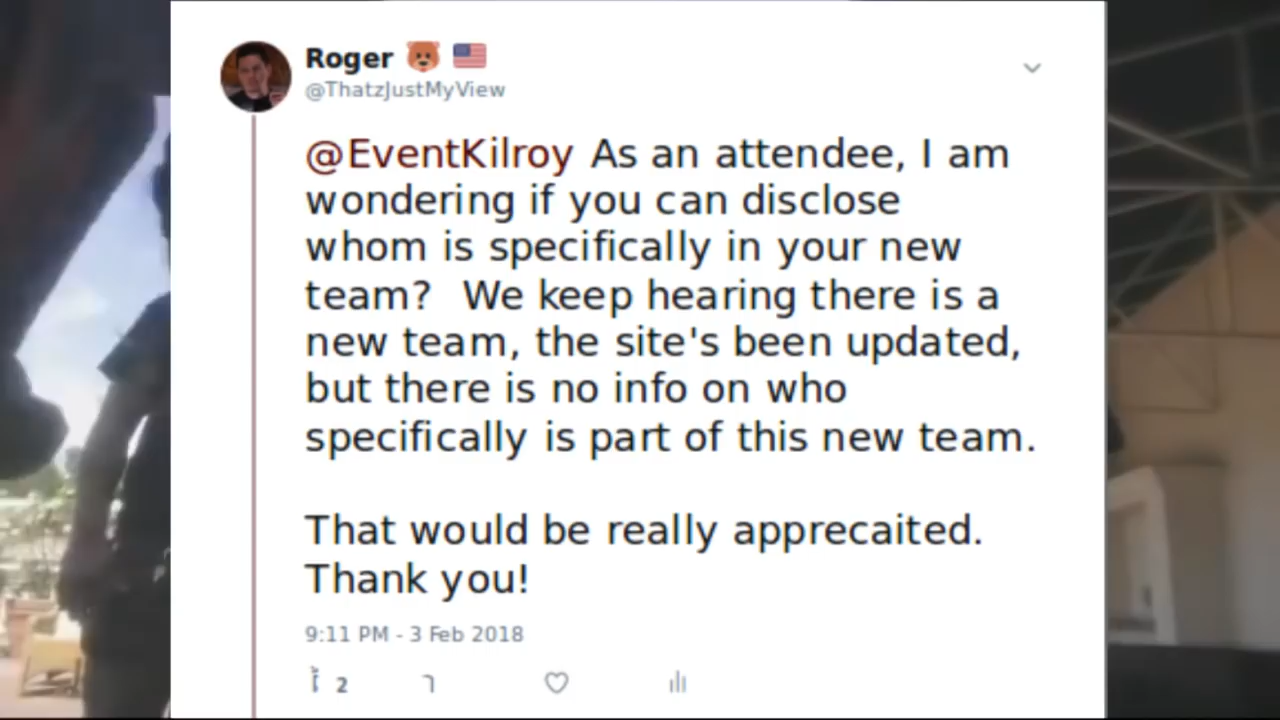 Roger 🐻 🇺🇸
@ThatzJustMyView
@EventKilroy As an attendee, I am
wondering if you can disclose
whom is specifically in your new
team?  We keep hearing there is a
new team, the site's been updated,
but there is no info on who
specifically is part of this new team.
That would be really apprecaited.
Thank you!
9:11 PM - 3 Feb 2018
2